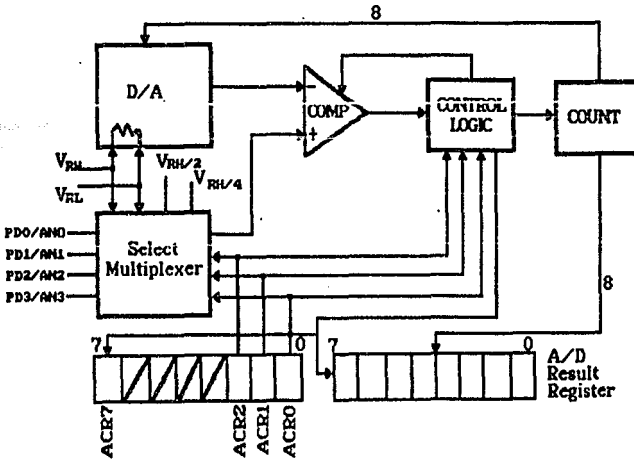 8
D/A
−
COMP
+
CONTROL
LOGIC
COUNT
VRH
VRL
VRH/2
VRH/4
PD0/AN0
PD1/AN1
PD2/AN2
PD3/AN3
Select
Multiplexer
8
7
0
7
0
A/D
Result
Register
ACR7
ACR2
ACR1
ACR0